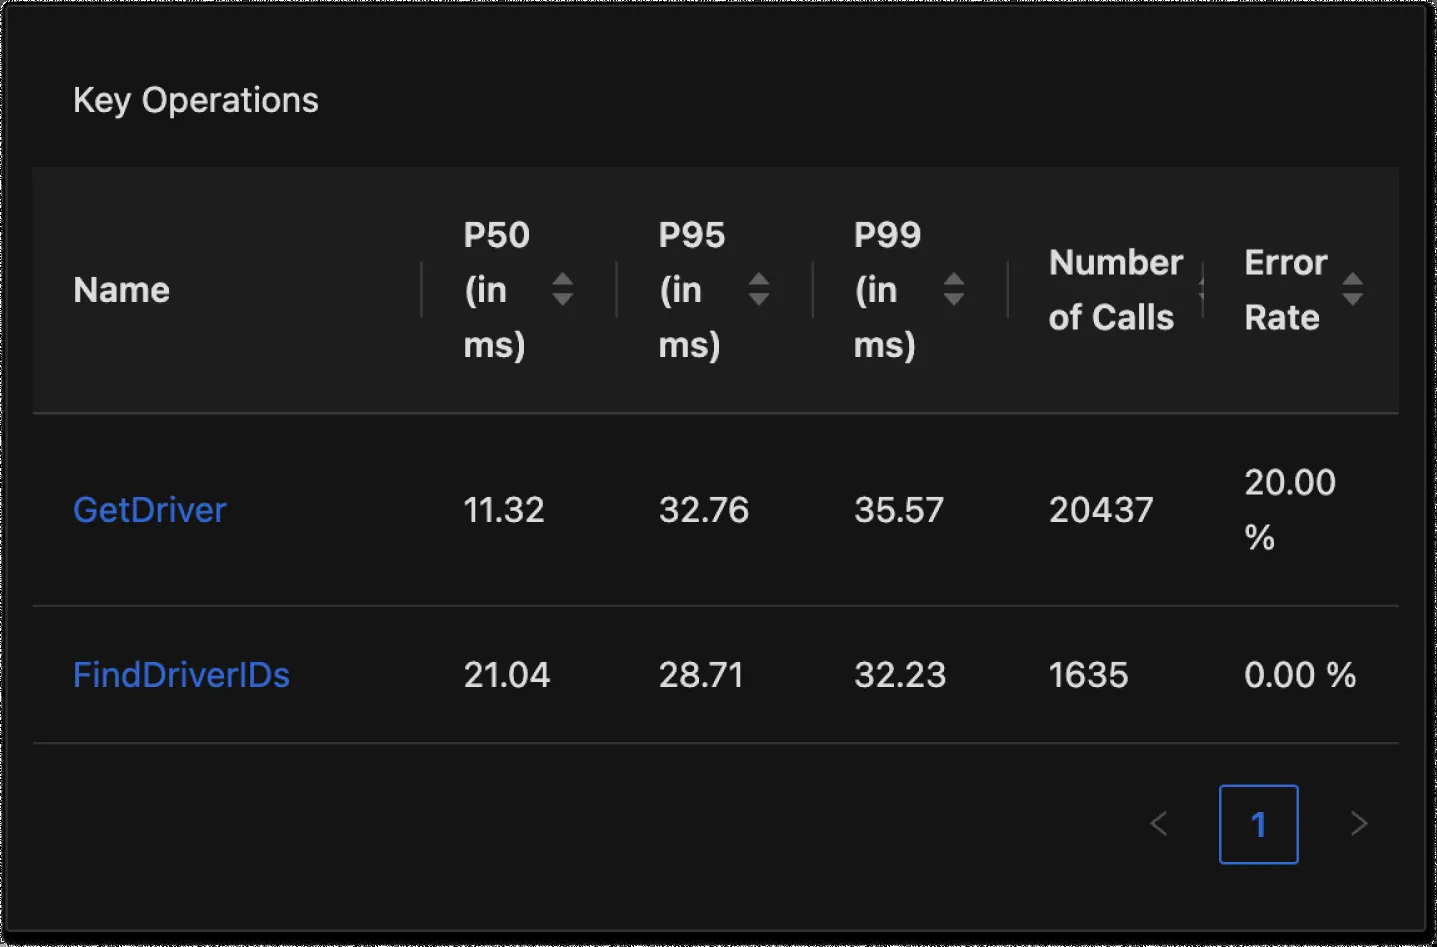 Key Operations
Name
P50 (in ms)
P95 (in ms)
P99 (in ms)
Number of Calls
Error Rate
GetDriver 11.32 32.76 35.57 20437 20.00 %
FindDriverIDs 21.04 28.71 32.23 1635 0.00 %
1